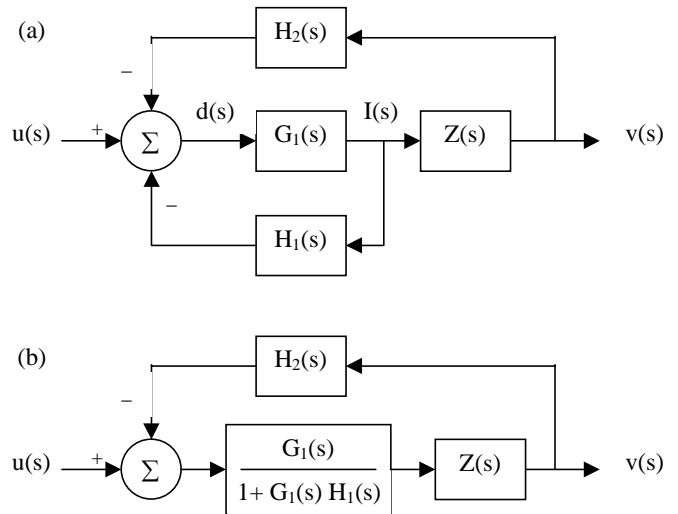 (a)
H₂(s)
−
d(s)
I(s)
u(s)
+
Σ
G₁(s)
Z(s)
v(s)
−
H₁(s)
(b)
H₂(s)
−
u(s)
+
Σ
G₁(s)
1+ G₁(s) H₁(s)
Z(s)
v(s)